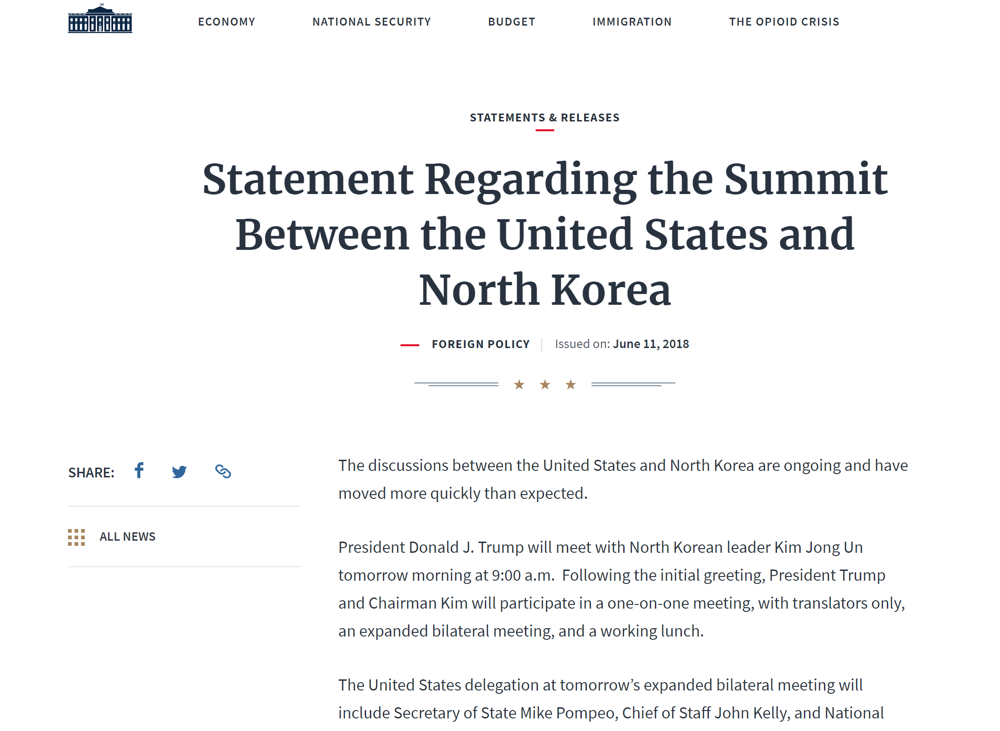 ECONOMY NATIONAL SECURITY BUDGET IMMIGRATION THE OPIOID CRISIS
STATEMENTS & RELEASES
Statement Regarding the Summit
Between the United States and
North Korea
FOREIGN POLICY Issued on: June 11, 2018
SHARE:
ALL NEWS
The discussions between the United States and North Korea are ongoing and have
moved more quickly than expected.
President Donald J. Trump will meet with North Korean leader Kim Jong Un
tomorrow morning at 9:00 a.m.  Following the initial greeting, President Trump
and Chairman Kim will participate in a one-on-one meeting, with translators only,
an expanded bilateral meeting, and a working lunch.
The United States delegation at tomorrow’s expanded bilateral meeting will
include Secretary of State Mike Pompeo, Chief of Staff John Kelly, and National